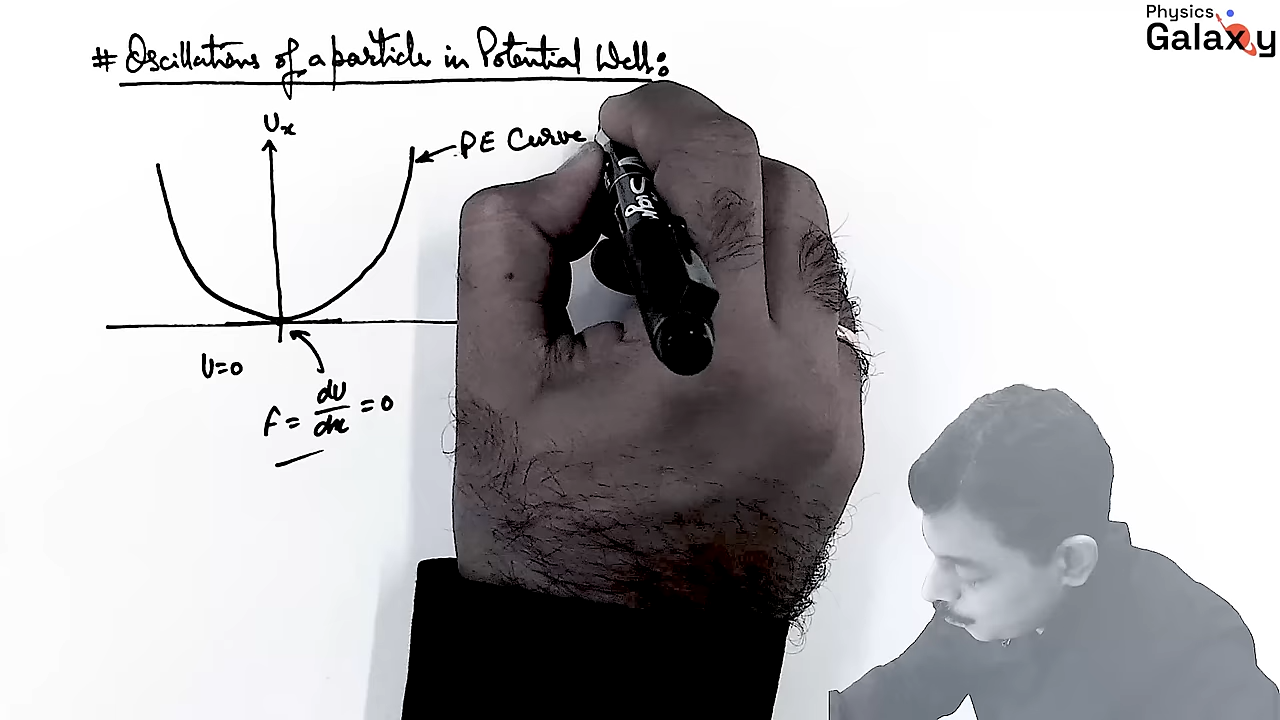 Physics
Galaxy
# Oscillations of a particle in Potential Well:
Ux
PE Curve
U=0
F = dU/dx = 0